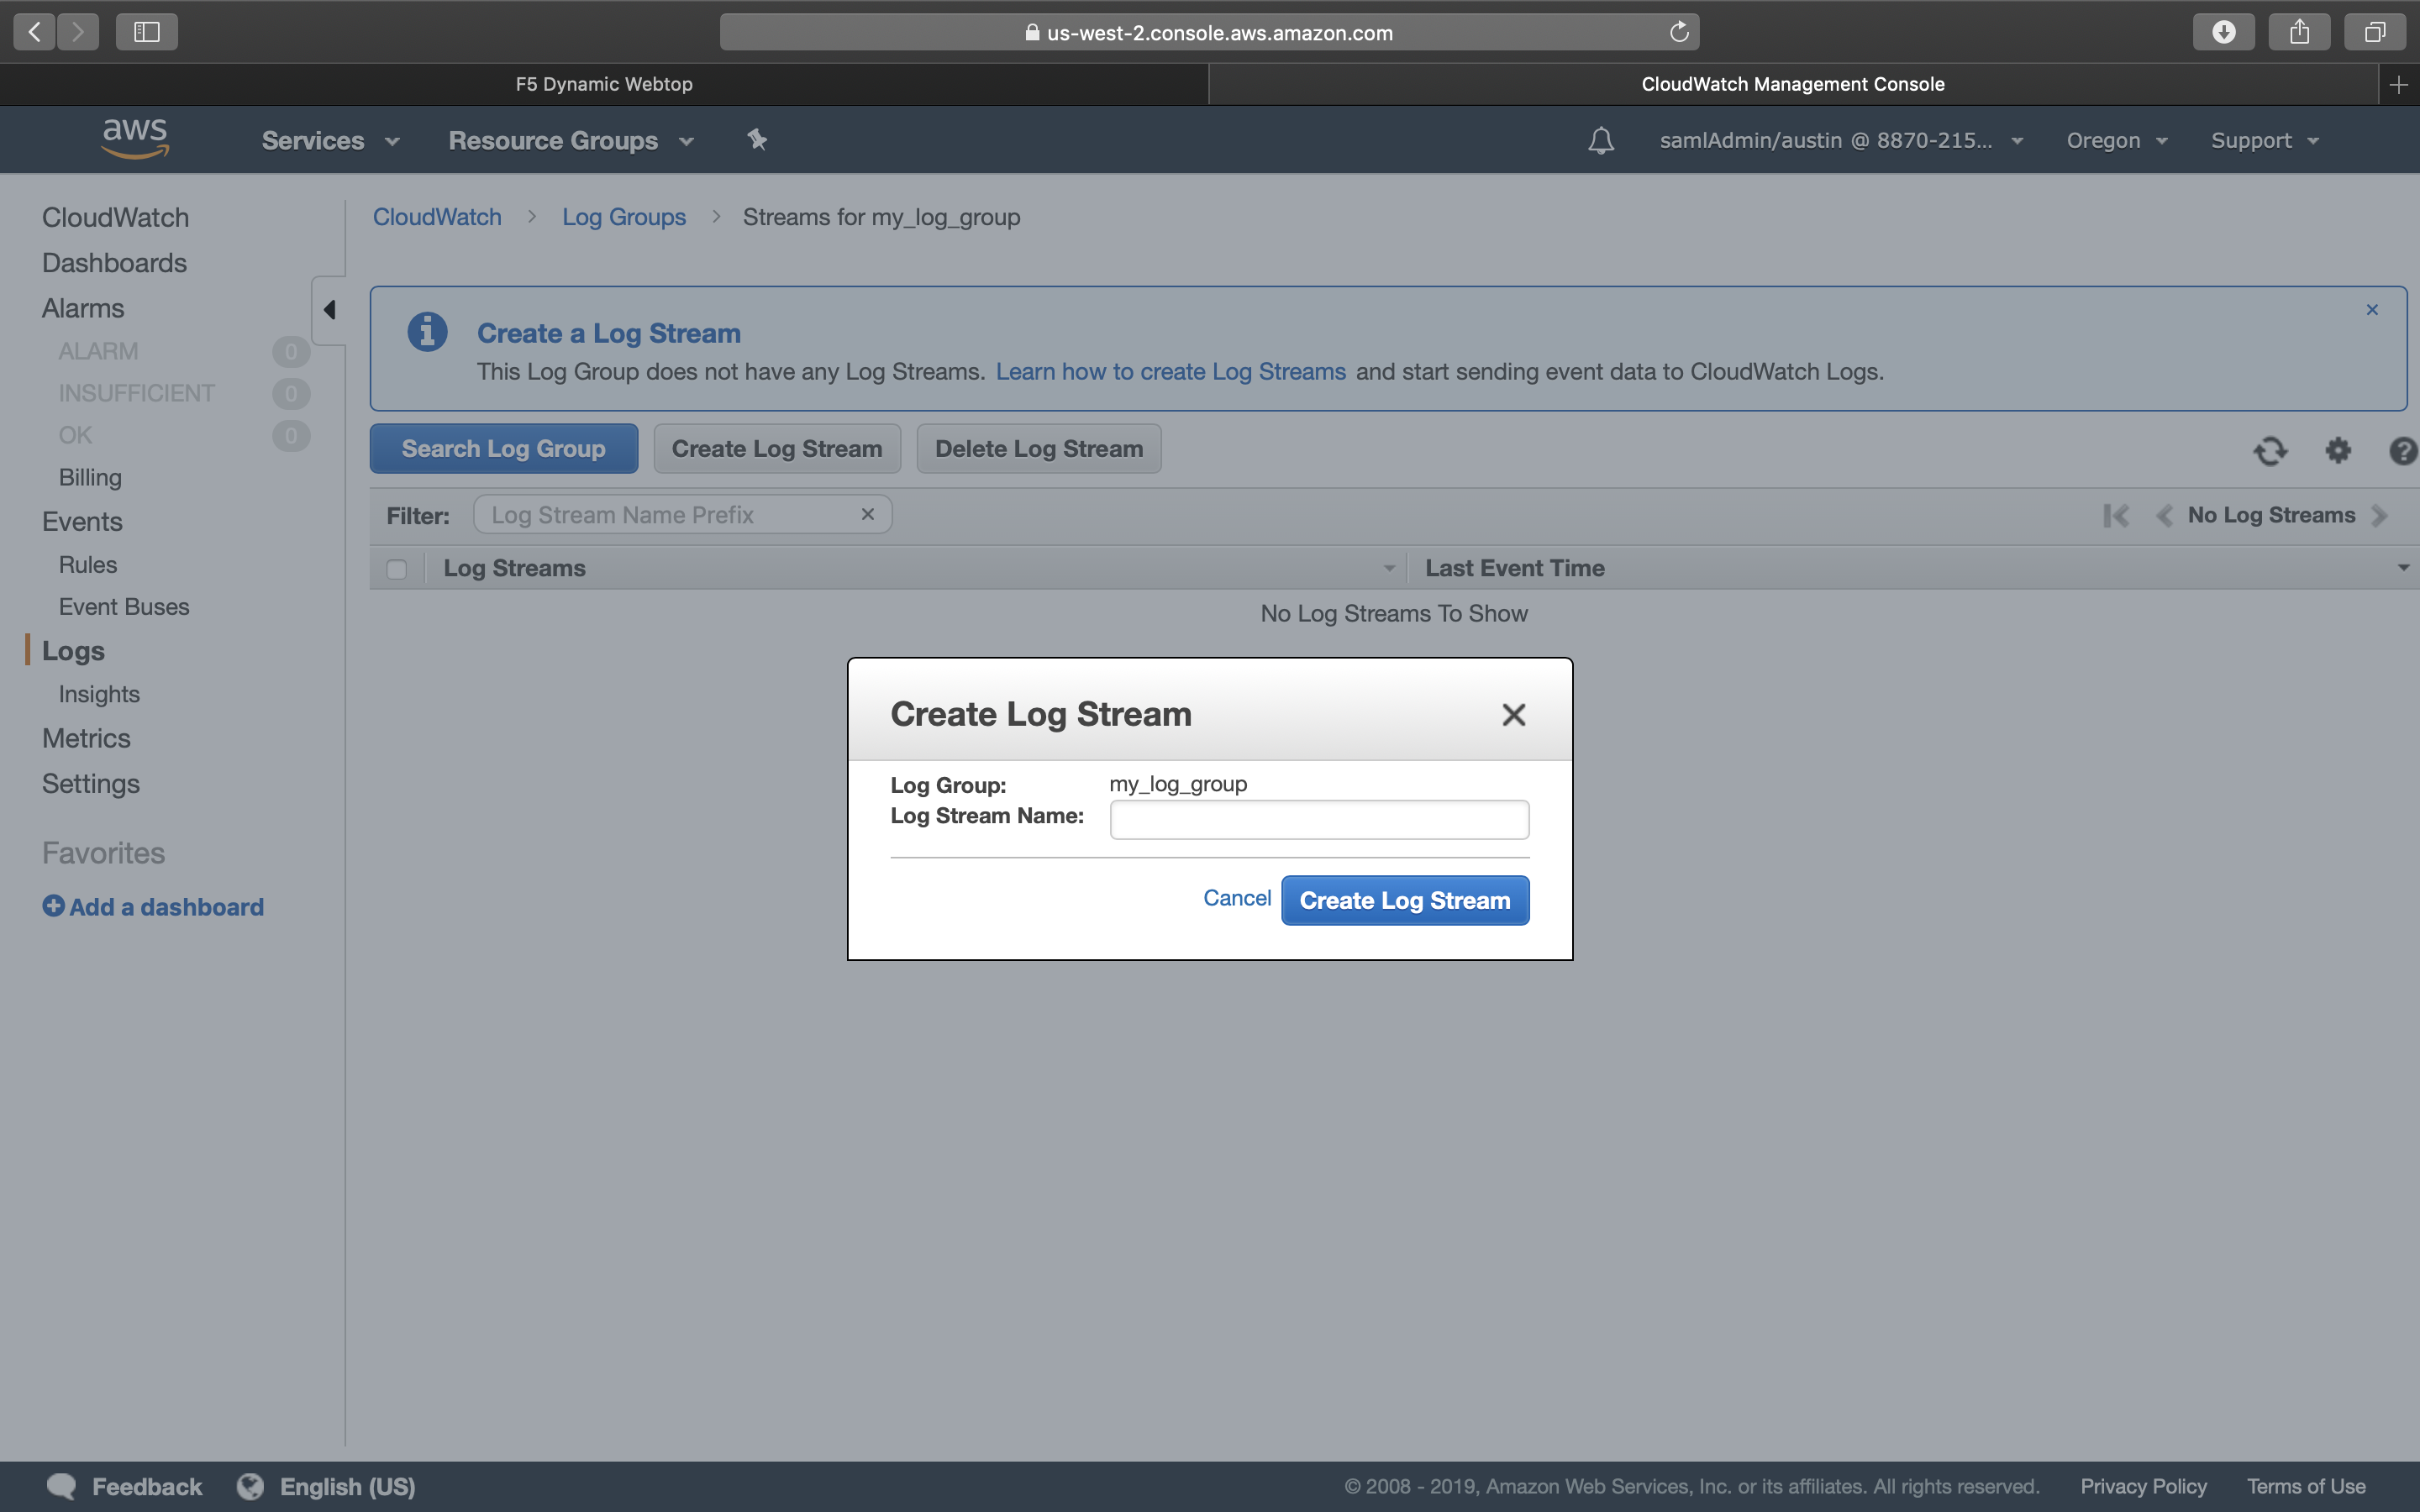 us-west-2.console.aws.amazon.com
F5 Dynamic Webtop
CloudWatch Management Console
aws
Services
Resource Groups
samlAdmin/austin @ 8870-215...
Oregon
Support
CloudWatch
Dashboards
Alarms
ALARM 0
INSUFFICIENT 0
OK 0
Billing
Events
Rules
Event Buses
Logs
Insights
Metrics
Settings
Favorites
Add a dashboard
CloudWatch > Log Groups > Streams for my_log_group
Create a Log Stream
This Log Group does not have any Log Streams. Learn how to create Log Streams and start sending event data to CloudWatch Logs.
Search Log Group
Create Log Stream
Delete Log Stream
Filter: Log Stream Name Prefix
No Log Streams
Log Streams
Last Event Time
No Log Streams To Show
Create Log Stream
Log Group: my_log_group
Log Stream Name:
Cancel
Create Log Stream
Feedback
English (US)
© 2008 - 2019, Amazon Web Services, Inc. or its affiliates. All rights reserved.
Privacy Policy
Terms of Use